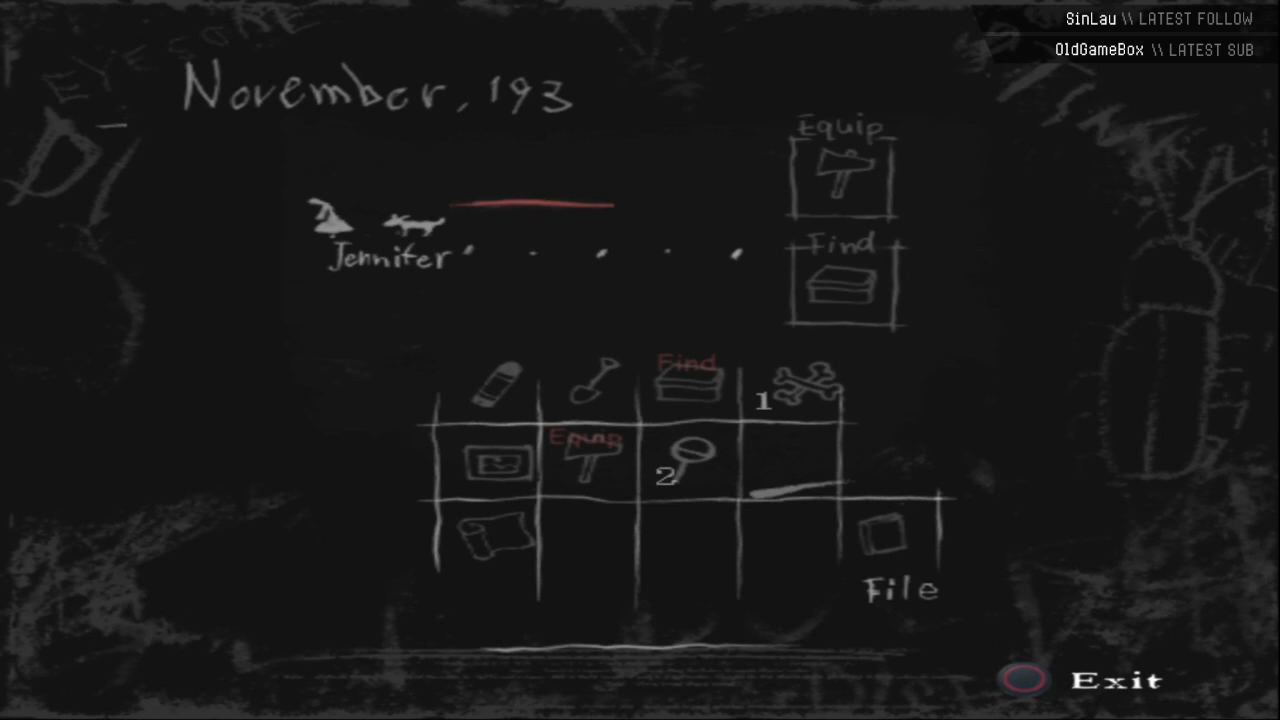 SinLau \\ LATEST FOLLOW
OldGameBox \\ LATEST SUB
November, 193
Equip
Jennifer
Find
Find
1
Equip
2
File
Exit